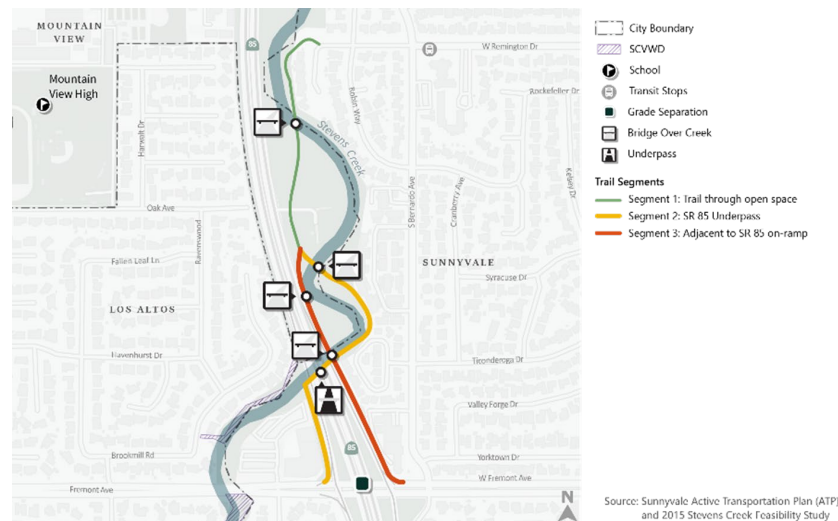 MOUNTAIN
VIEW
Mountain
View High
85
W Remington Dr
Rockefeller Dr
Robin Way
Stevens Creek
Harwalt Dr
Kelsey Dr
S Bernardo Ave
Cranberry Ave
Oak Ave
Ravenswood
Fallen Leaf Ln
SUNNYVALE
Syracuse Dr
LOS ALTOS
Havenhurst Dr
Ticonderoga Dr
Valley Forge Dr
85
Brookmill Rd
Yorktown Dr
Fremont Ave
W Fremont Ave
N
City Boundary
SCVWD
School
Transit Stops
Grade Separation
Bridge Over Creek
Underpass
Trail Segments
Segment 1: Trail through open space
Segment 2: SR 85 Underpass
Segment 3: Adjacent to SR 85 on-ramp
Source: Sunnyvale Active Transportation Plan (ATP)
and 2015 Stevens Creek Feasibility Study